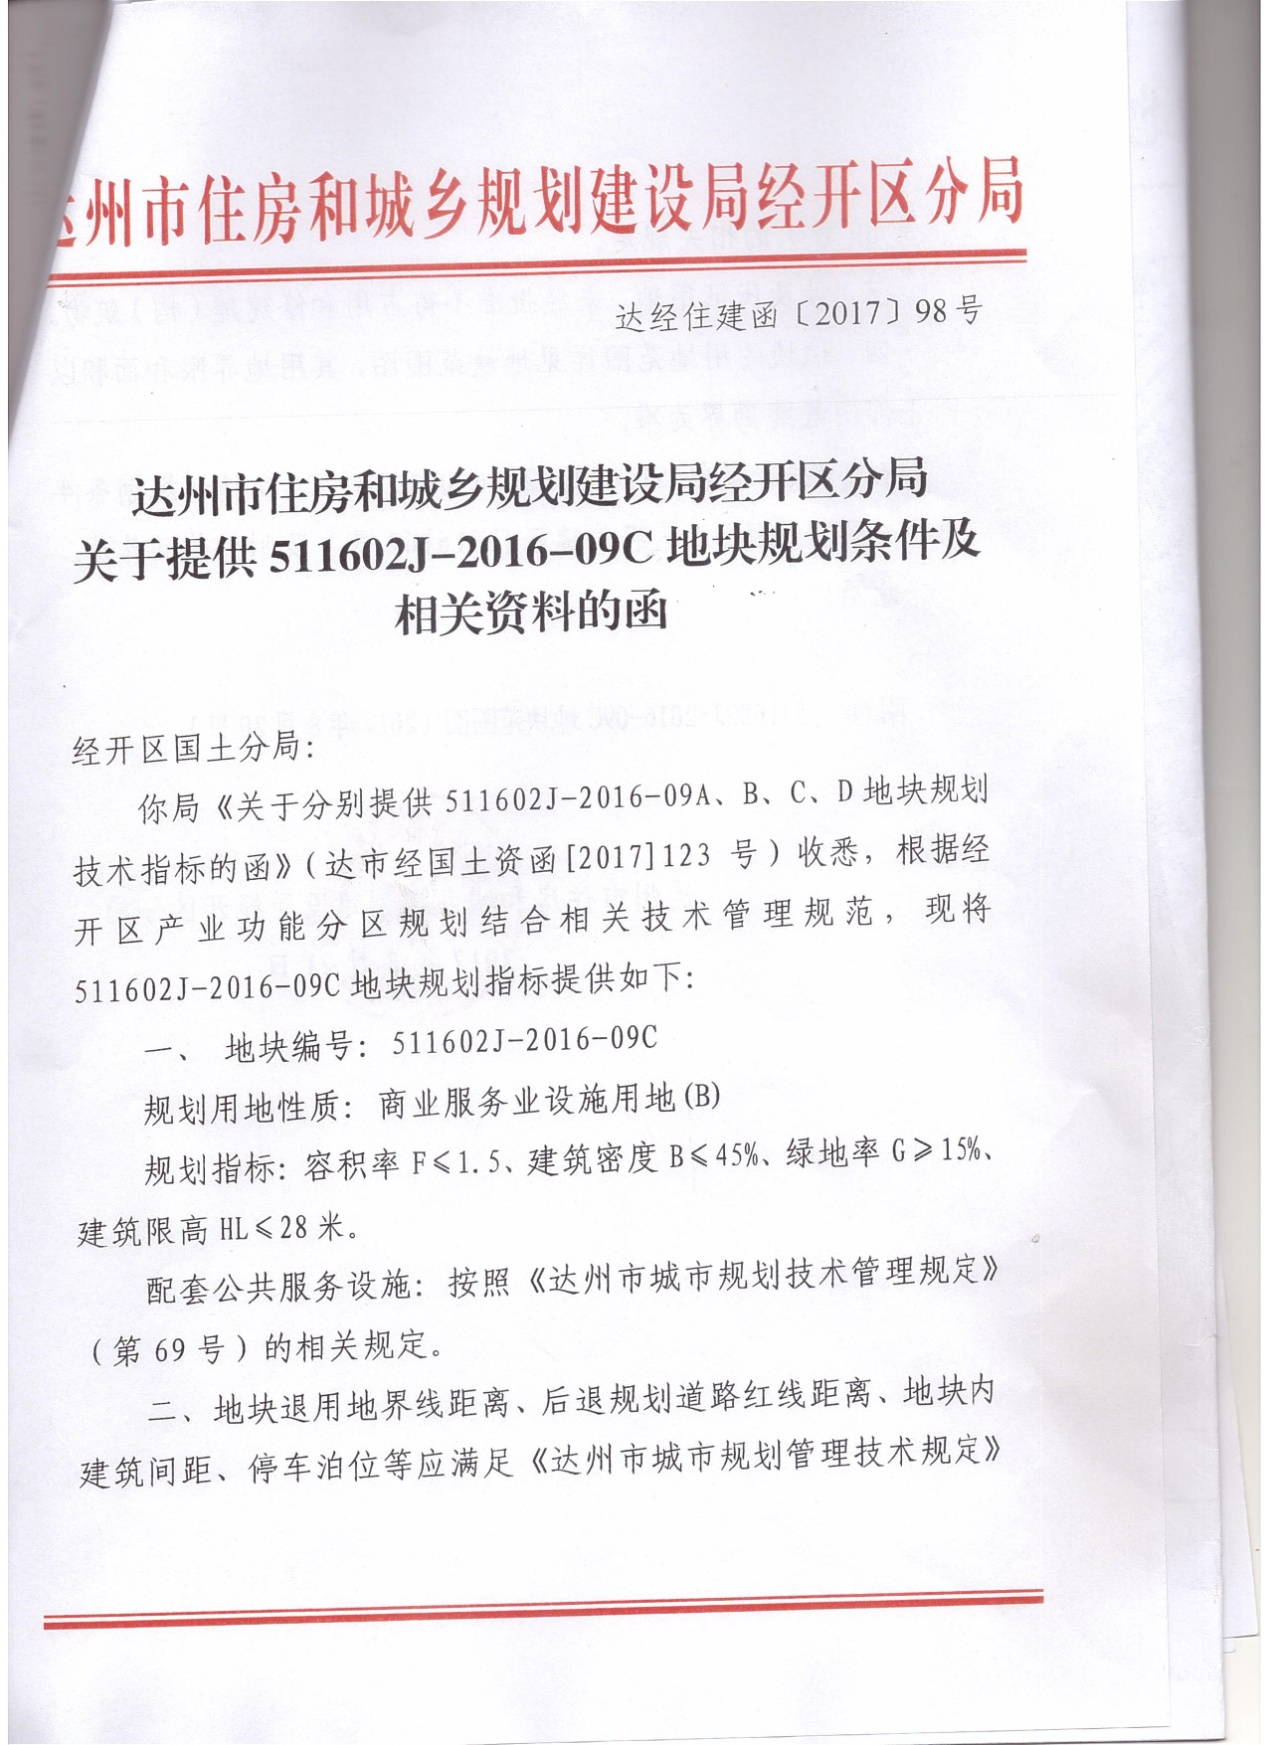 达州市住房和城乡规划建设局经开区分局
达经住建函〔2017〕98号
达州市住房和城乡规划建设局经开区分局
关于提供511602J-2016-09C地块规划条件及
相关资料的函
经开区国土分局：
你局《关于分别提供511602J-2016-09A、B、C、D地块规划
技术指标的函》（达市经国土资函[2017]123 号）收悉，根据经
开区产业功能分区规划结合相关技术管理规范，现将
511602J-2016-09C地块规划指标提供如下：
一、 地块编号： 511602J-2016-09C
规划用地性质： 商业服务业设施用地(B)
规划指标：容积率F≤1.5、建筑密度B≤45%、绿地率G≥15%、
建筑限高HL≤28米。
配套公共服务设施：按照《达州市城市规划技术管理规定》
（第69号）的相关规定。
二、地块退用地界线距离、后退规划道路红线距离、地块内
建筑间距、停车泊位等应满足《达州市城市规划管理技术规定》